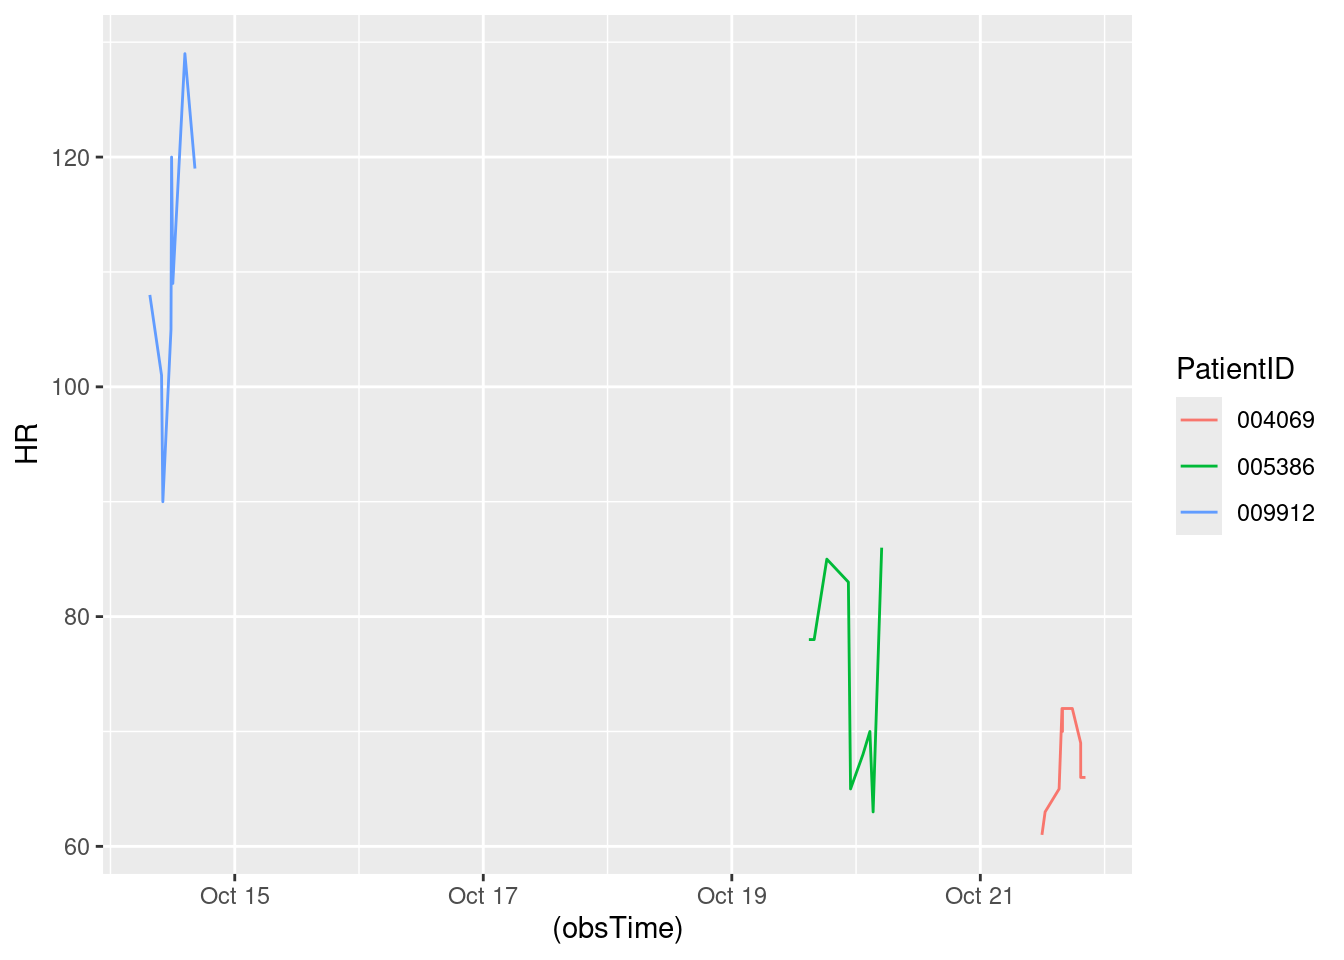 HR
120
100
80
60
Oct 15
Oct 17
Oct 19
Oct 21
(obsTime)
PatientID
004069
005386
009912